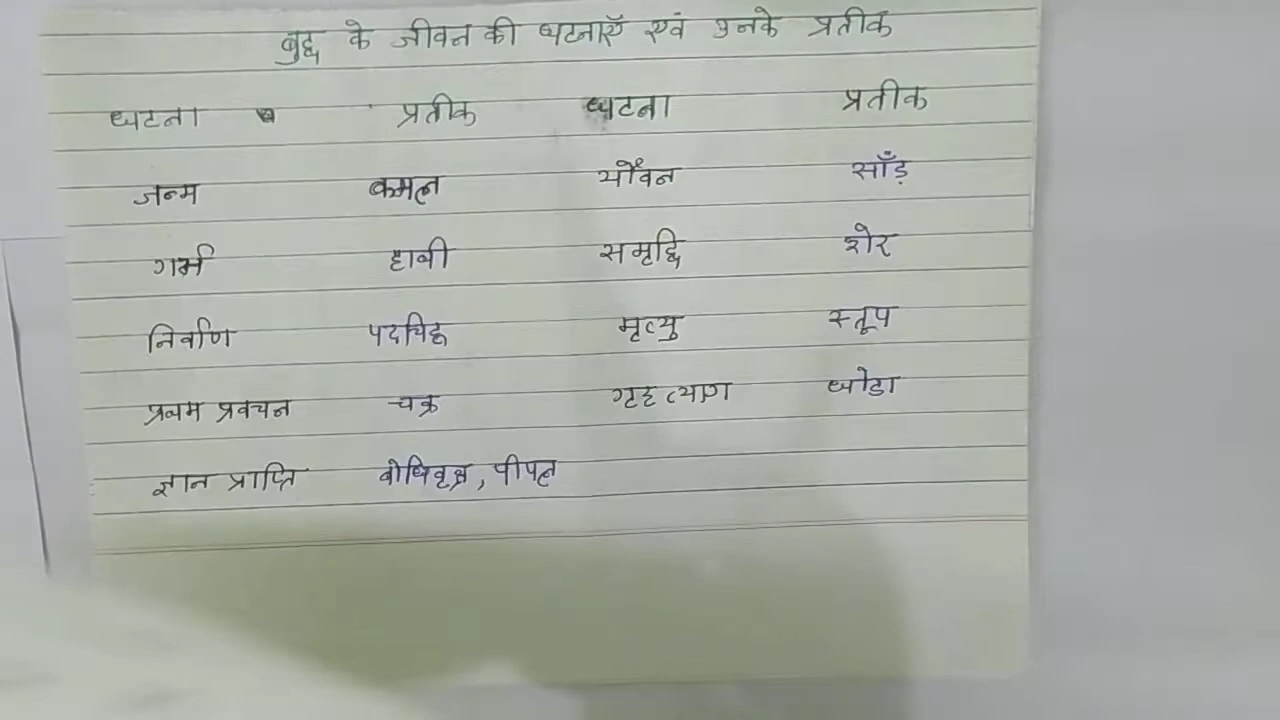 बुद्ध के जीवन की घटनाएँ एवं उनके प्रतीक
घटना प्रतीक घटना प्रतीक
जन्म कमल यौवन साँड़
गर्भ हाथी समृद्धि शेर
निर्वाण पदचिह्न मृत्यु स्तूप
प्रथम प्रवचन चक्र गृह त्याग घोडा
ज्ञान प्राप्ति बोधिवृक्ष, पीपल